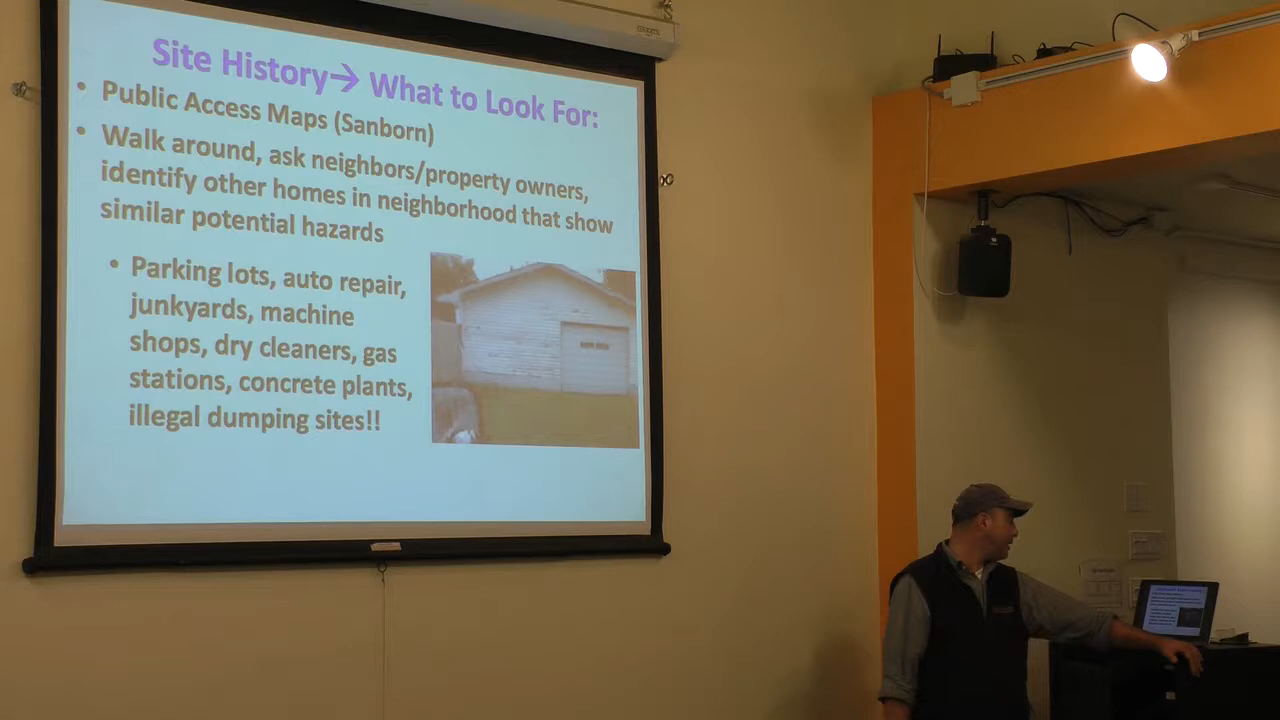 Site History→ What to Look For:
• Public Access Maps (Sanborn)
• Walk around, ask neighbors/property owners,
identify other homes in neighborhood that show
similar potential hazards
• Parking lots, auto repair,
junkyards, machine
shops, dry cleaners, gas
stations, concrete plants,
illegal dumping sites!!